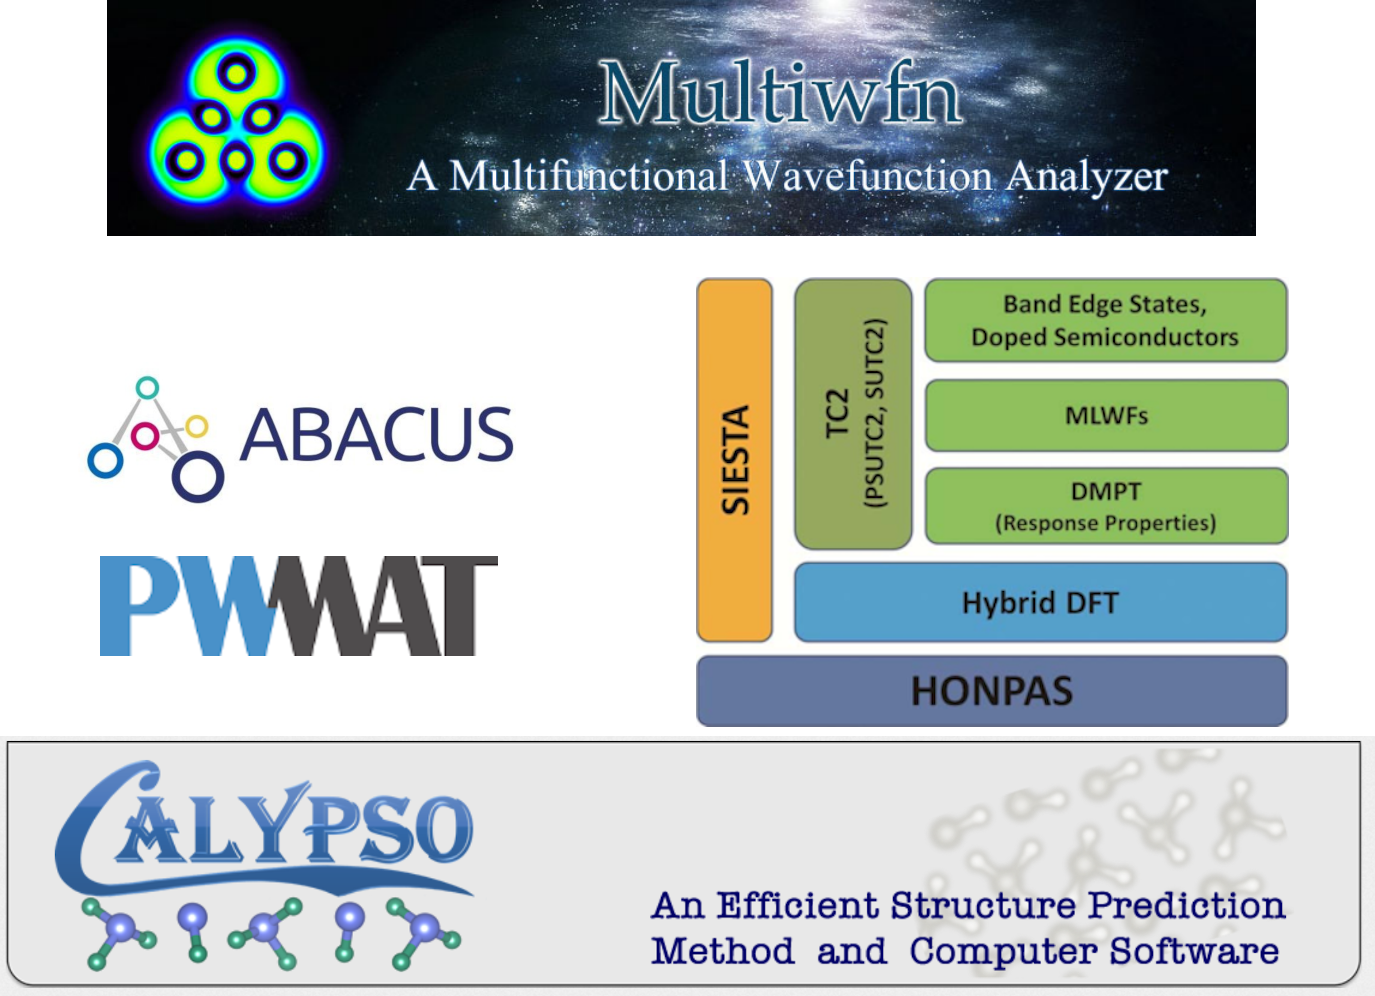 Multiwfn
A Multifunctional Wavefunction Analyzer
ABACUS
PWMAT
SIESTA
TC2
(PSUTC2, SUTC2)
Band Edge States,
Doped Semiconductors
MLWFs
DMPT
(Response Properties)
Hybrid DFT
HONPAS
CALYPSO
An Efficient Structure Prediction
Method and Computer Software